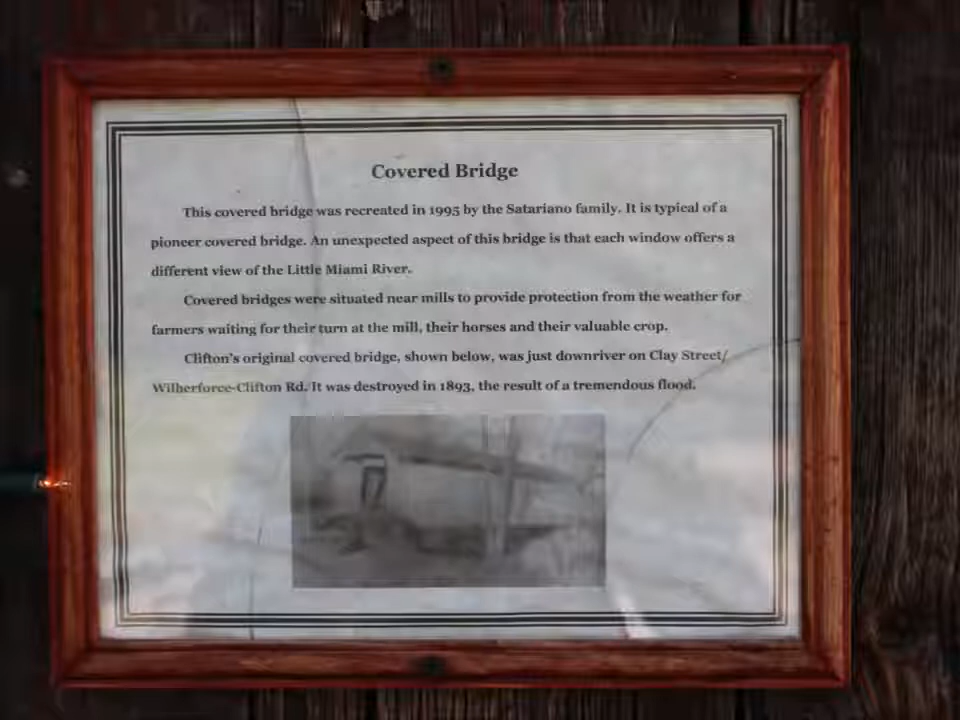 Covered Bridge
This covered bridge was recreated in 1995 by the Satariano family. It is typical of a
pioneer covered bridge. An unexpected aspect of this bridge is that each window offers a
different view of the Little Miami River.
Covered bridges were situated near mills to provide protection from the weather for
farmers waiting for their turn at the mill, their horses and their valuable crop.
Clifton's original covered bridge, shown below, was just downriver on Clay Street/
Wilberforce-Clifton Rd. It was destroyed in 1893, the result of a tremendous flood.